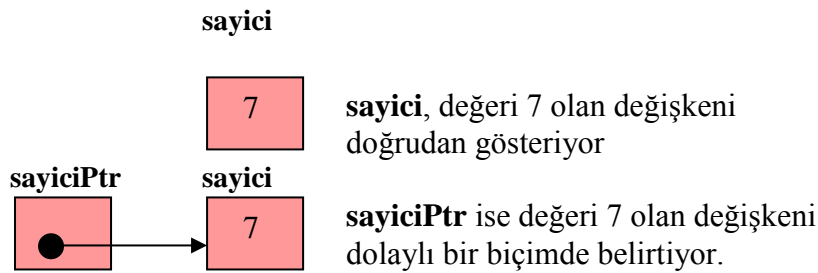 sayici
7
sayici, değeri 7 olan değişkeni
doğrudan gösteriyor
sayiciPtr sayici
7
sayiciPtr ise değeri 7 olan değişkeni
dolaylı bir biçimde belirtiyor.